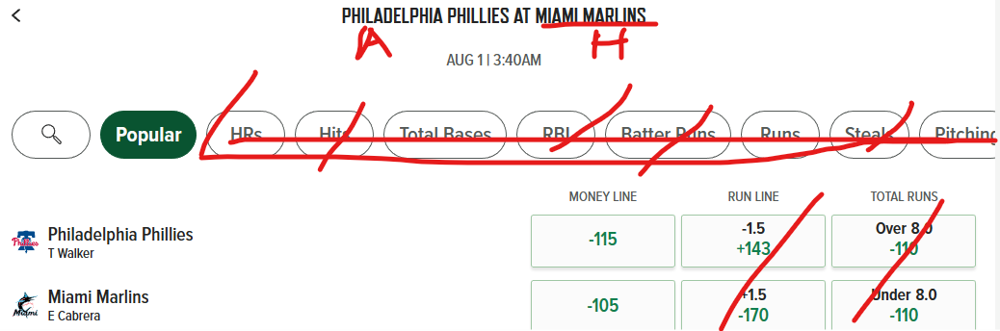 PHILADELPHIA PHILLIES AT MIAMI MARLINS
A H
AUG 1 | 3:40AM
Popular HRs Hits Total Bases RBI Batter Runs Runs Steals Pitching
MONEY LINE RUN LINE TOTAL RUNS
Philadelphia Phillies
T Walker
-115
-1.5
+143
Over 8.0
-110
Miami Marlins
E Cabrera
-105
+1.5
-170
Under 8.0
-110